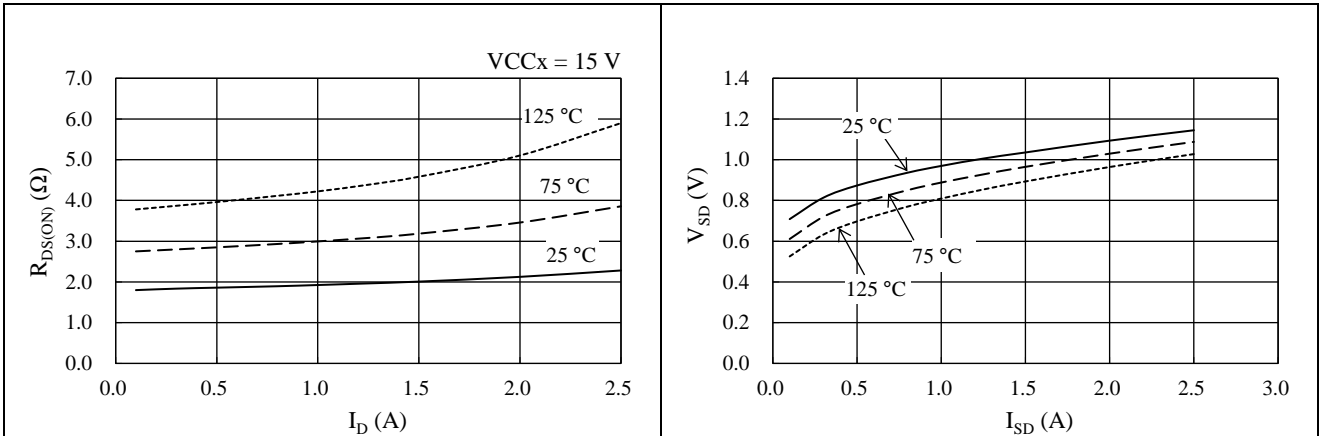 VCCx = 15 V
7.0
6.0
5.0
4.0
3.0
2.0
1.0
0.0
R_DS(ON) (Ω)
125 °C
75 °C
25 °C
0.0 0.5 1.0 1.5 2.0 2.5
I_D (A)
1.4
1.2
1.0
0.8
0.6
0.4
0.2
0.0
V_SD (V)
25 °C
75 °C
125 °C
0.0 0.5 1.0 1.5 2.0 2.5 3.0
I_SD (A)